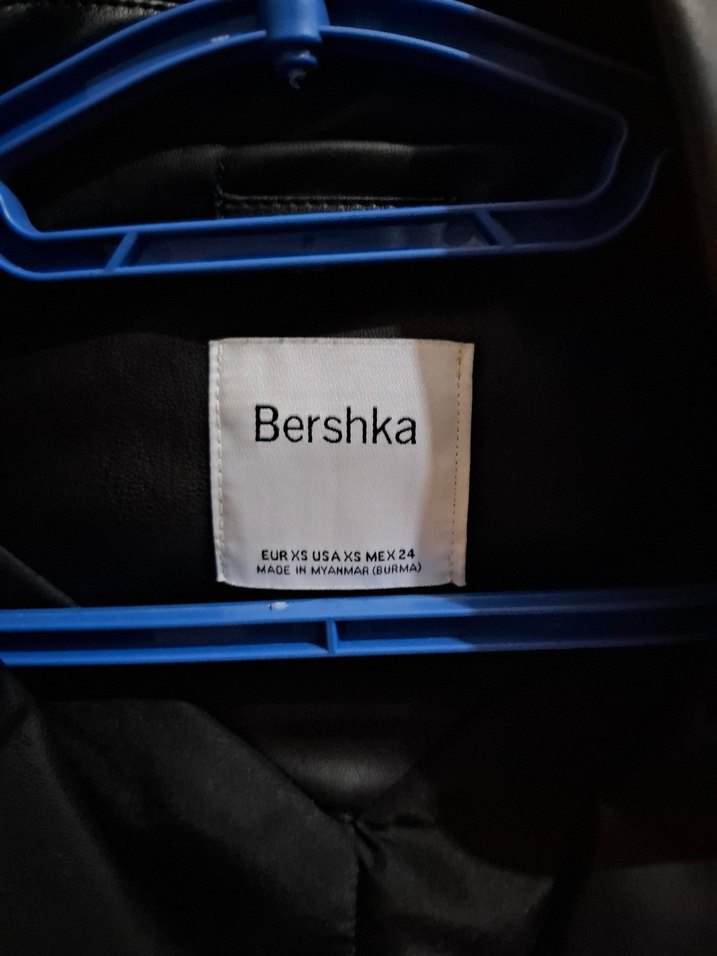 Bershka
EUR XS USA XS MEX 24
MADE IN MYANMAR (BURMA)